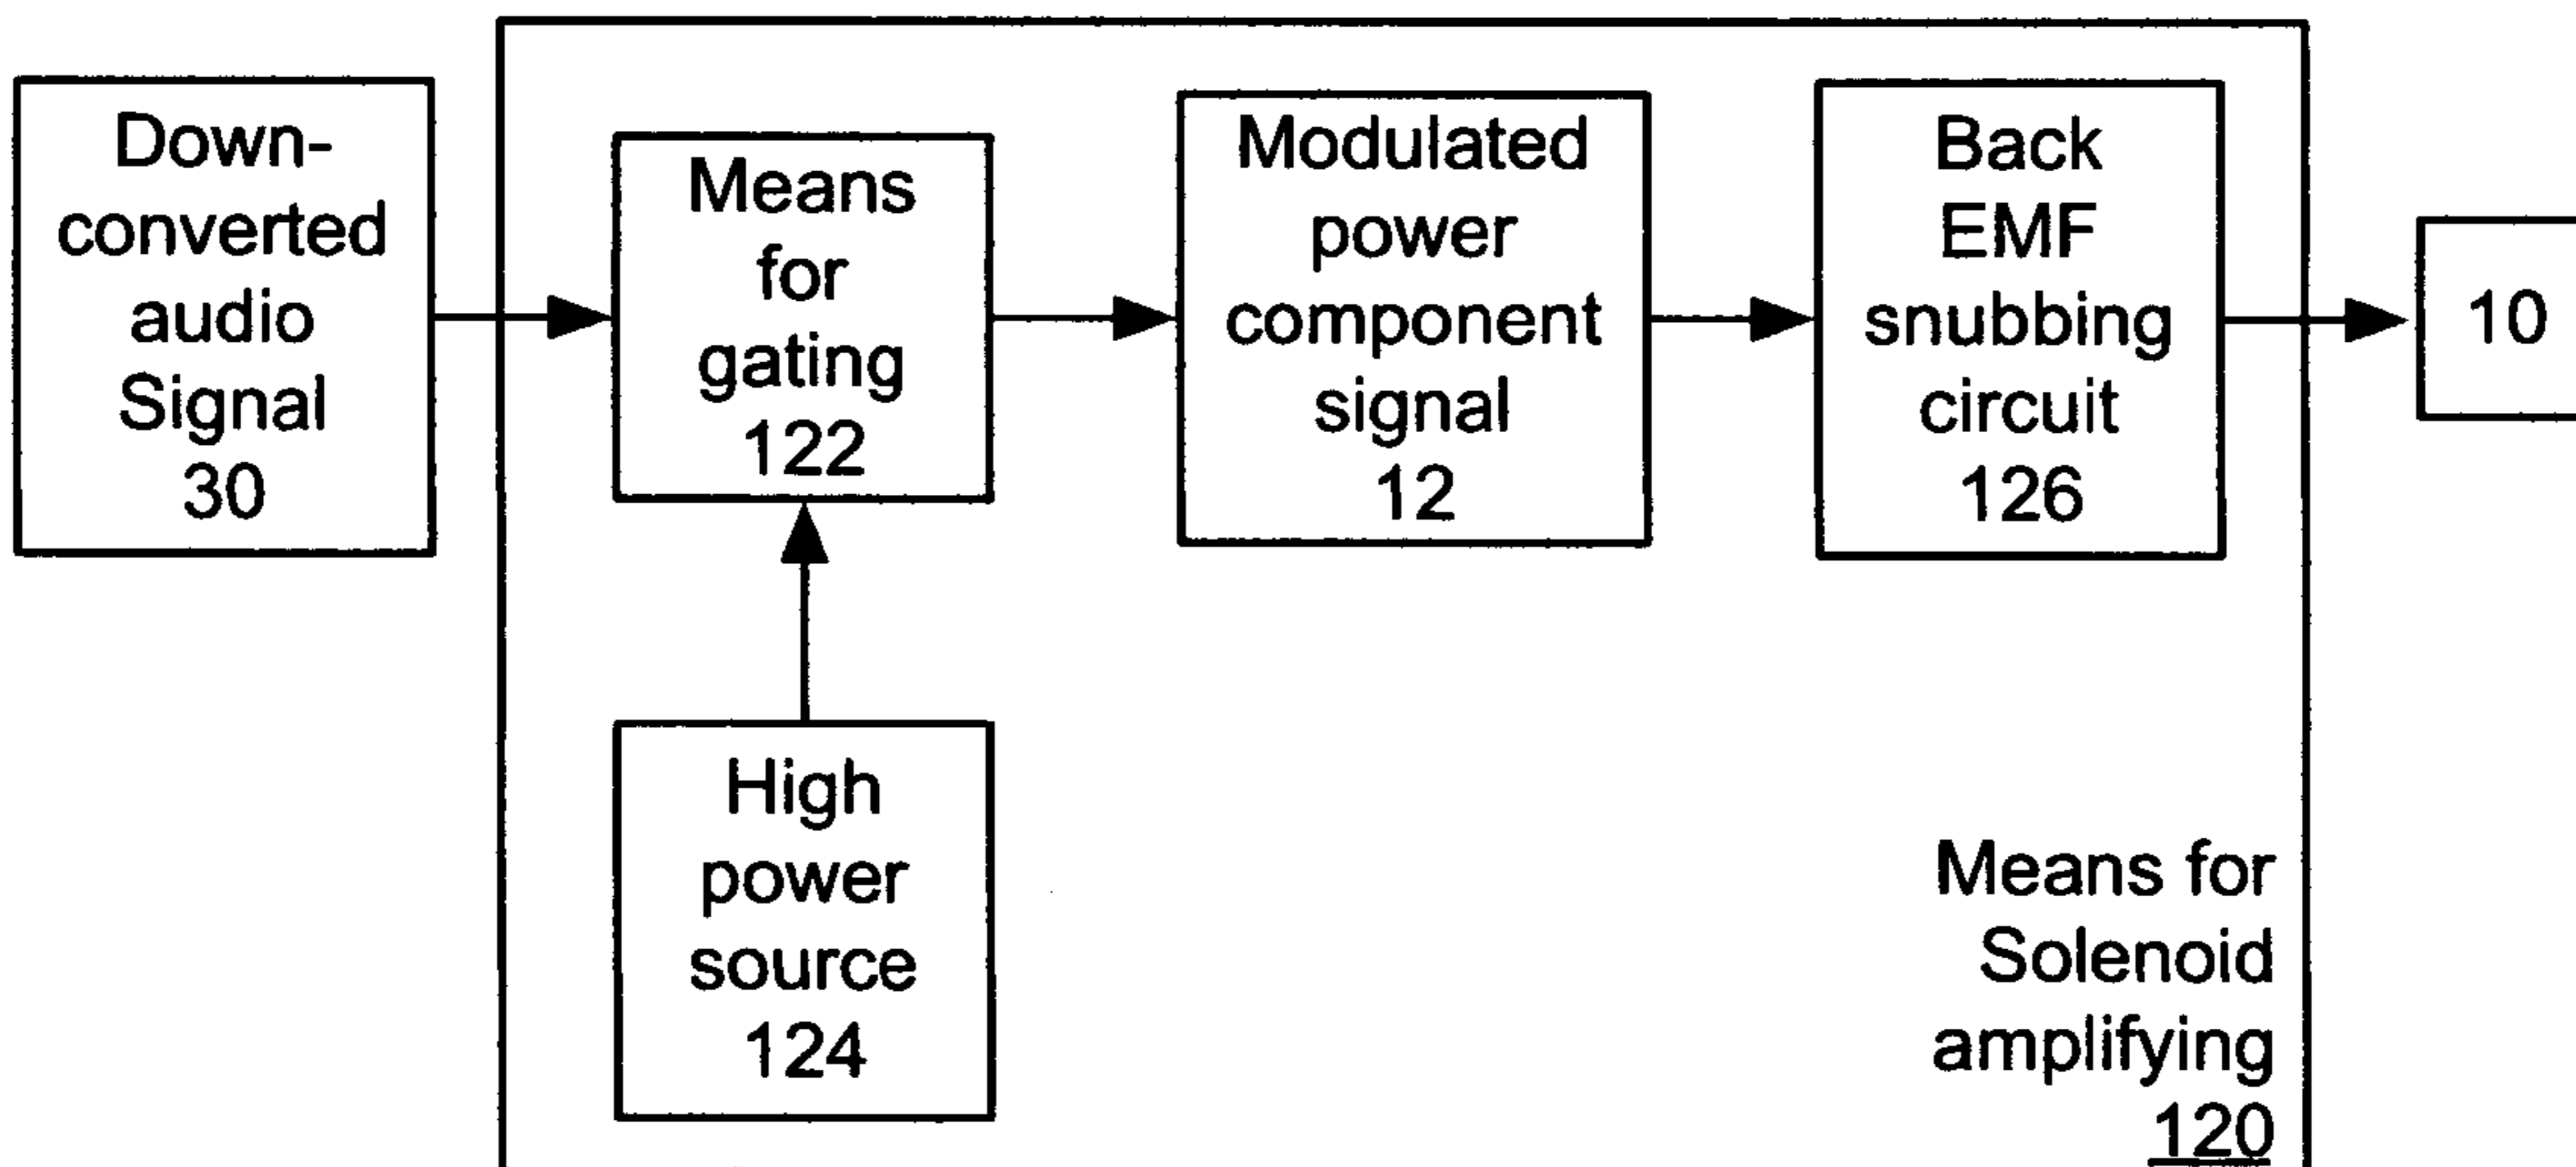 Down-
converted
audio
Signal
30
Means
for
gating
122
Modulated
power
component
signal
12
Back
EMF
snubbing
circuit
126
10
High
power
source
124
Means for
Solenoid
amplifying
120